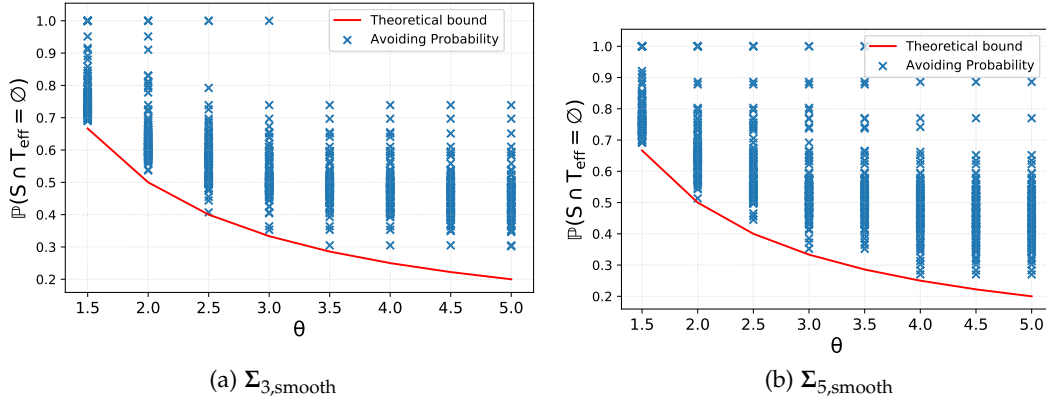 Theoretical bound
Avoiding Probability
ℙ(S ∩ T_eff = ∅)
1.0
0.9
0.8
0.7
0.6
0.5
0.4
0.3
0.2
1.5 2.0 2.5 3.0 3.5 4.0 4.5 5.0
θ
(a) Σ_3,smooth
Theoretical bound
Avoiding Probability
ℙ(S ∩ T_eff = ∅)
1.0
0.9
0.8
0.7
0.6
0.5
0.4
0.3
0.2
1.5 2.0 2.5 3.0 3.5 4.0 4.5 5.0
θ
(b) Σ_5,smooth